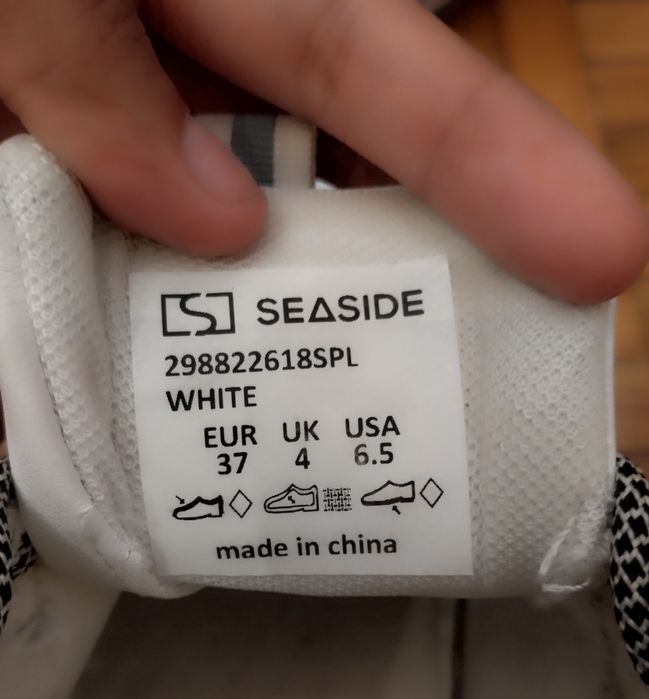 SEASIDE
298822618SPL
WHITE
EUR UK USA
37 4 6.5
made in china